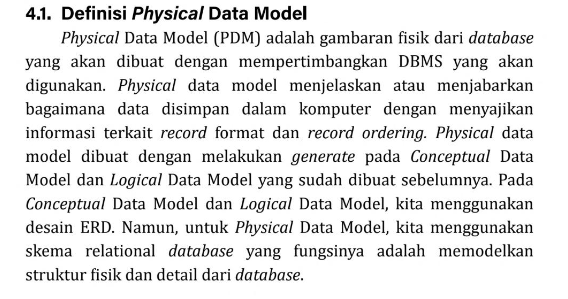 4.1. Definisi Physical Data Model
Physical Data Model (PDM) adalah gambaran fisik dari database
yang akan dibuat dengan mempertimbangkan DBMS yang akan
digunakan. Physical data model menjelaskan atau menjabarkan
bagaimana data disimpan dalam komputer dengan menyajikan
informasi terkait record format dan record ordering. Physical data
model dibuat dengan melakukan generate pada Conceptual Data
Model dan Logical Data Model yang sudah dibuat sebelumnya. Pada
Conceptual Data Model dan Logical Data Model, kita menggunakan
desain ERD. Namun, untuk Physical Data Model, kita menggunakan
skema relational database yang fungsinya adalah memodelkan
struktur fisik dan detail dari database.